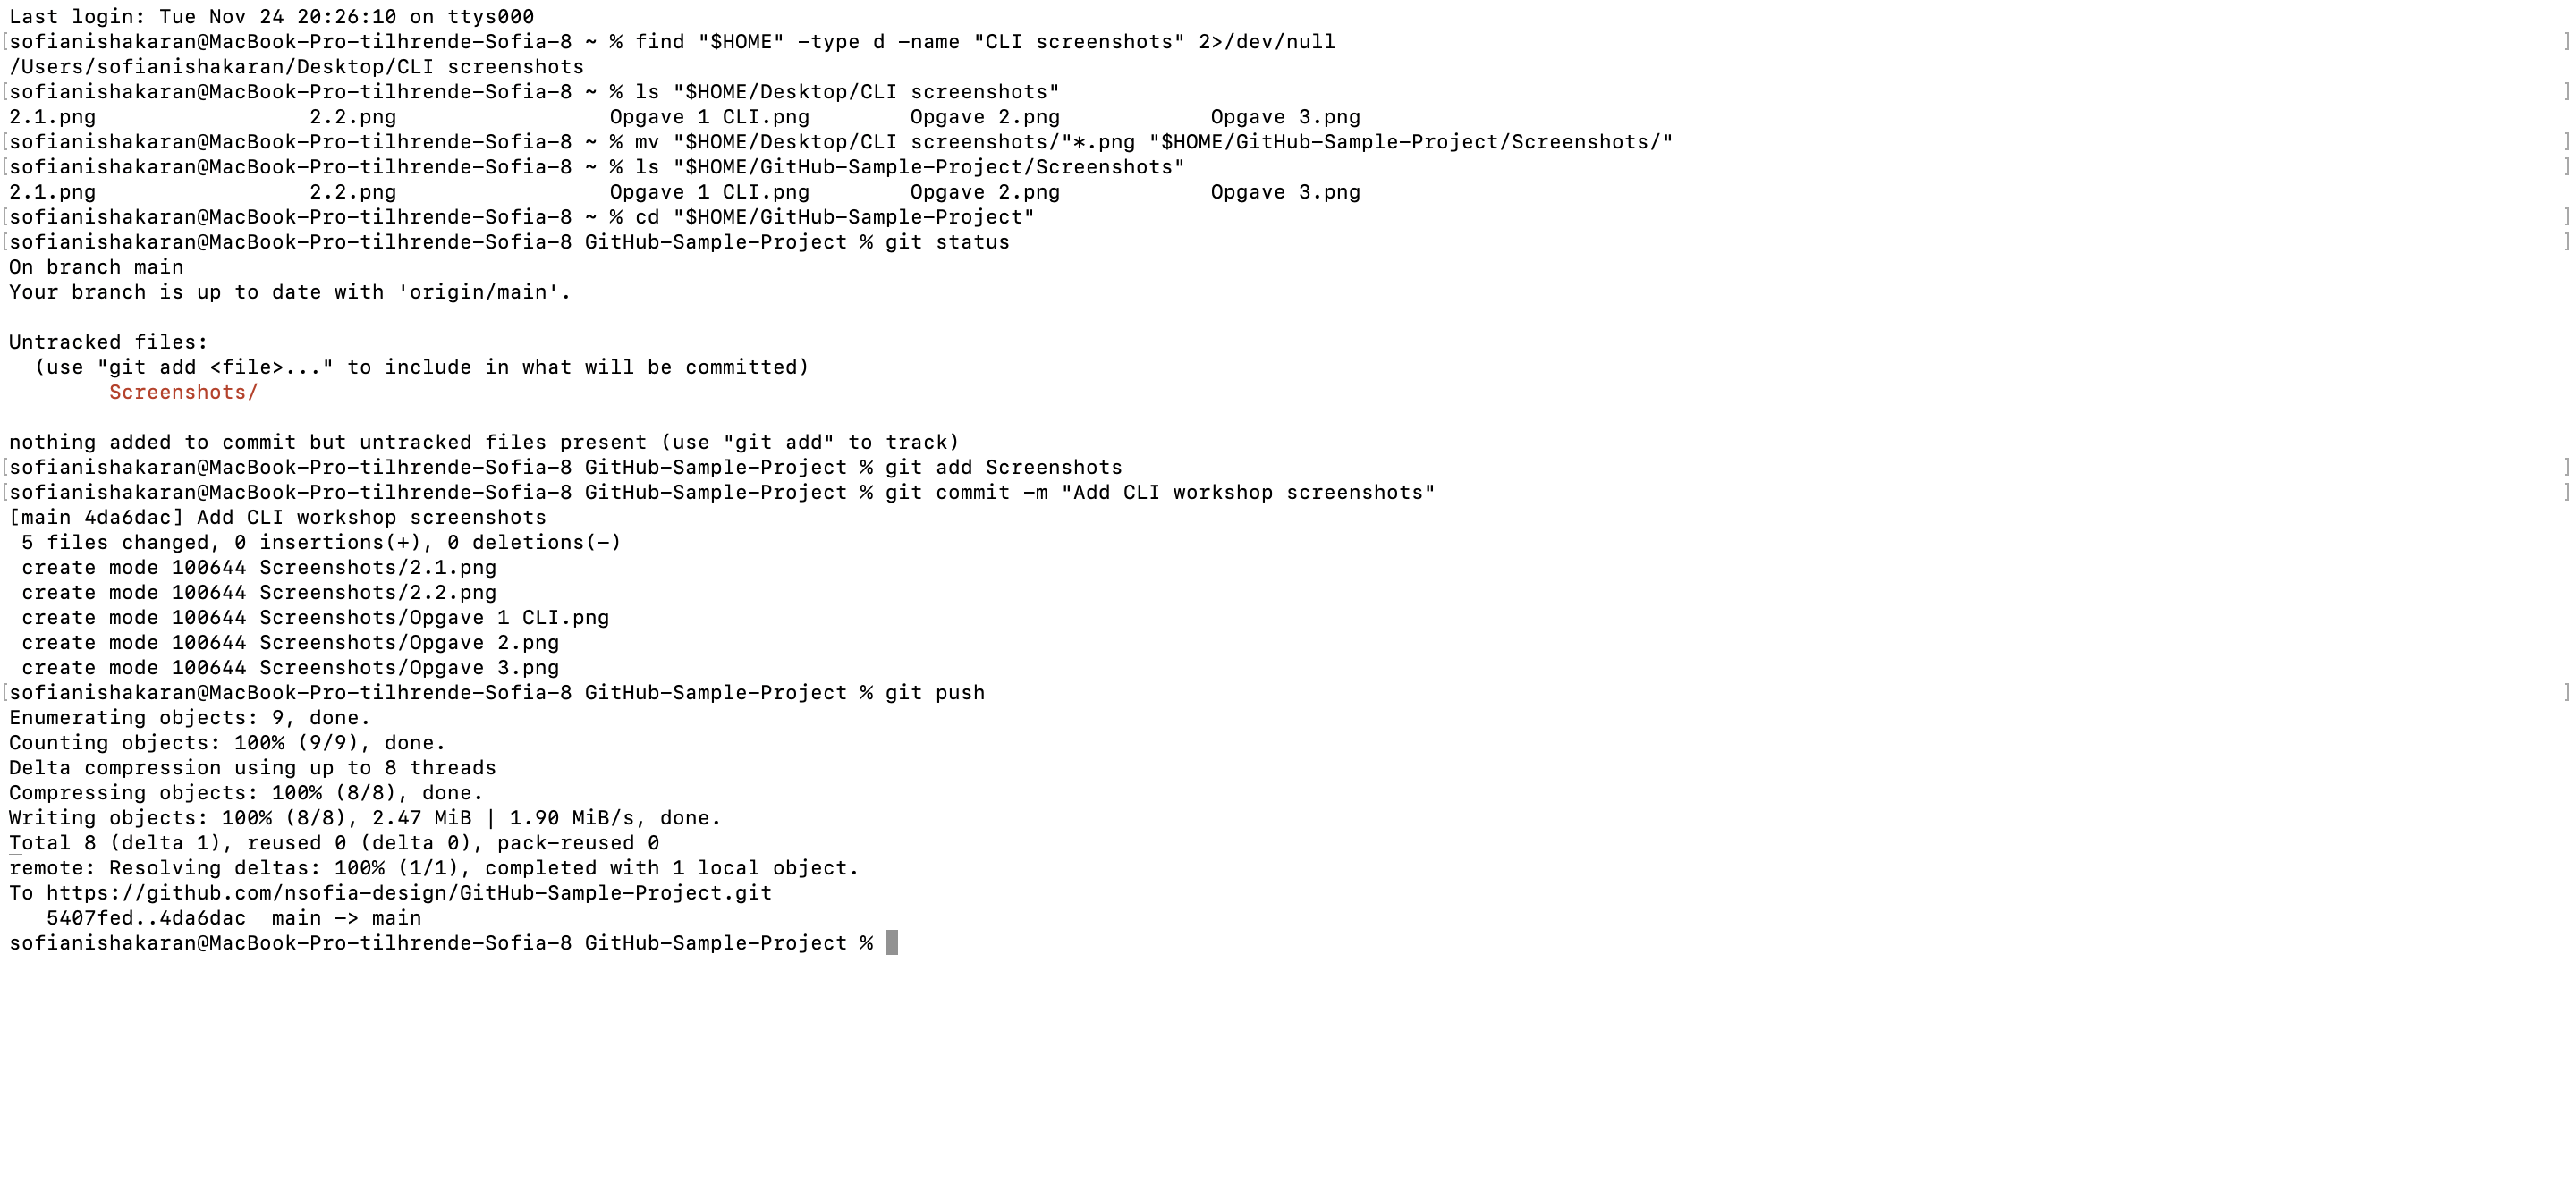 Last login: Tue Nov 24 20:26:10 on ttys000
[sofianishakaran@MacBook-Pro-tilhrende-Sofia-8 ~ % find "$HOME" -type d -name "CLI screenshots" 2>/dev/null ]
/Users/sofianishakaran/Desktop/CLI screenshots
[sofianishakaran@MacBook-Pro-tilhrende-Sofia-8 ~ % ls "$HOME/Desktop/CLI screenshots" ]
2.1.png 2.2.png Opgave 1 CLI.png Opgave 2.png Opgave 3.png
[sofianishakaran@MacBook-Pro-tilhrende-Sofia-8 ~ % mv "$HOME/Desktop/CLI screenshots/"*.png "$HOME/GitHub-Sample-Project/Screenshots/" ]
[sofianishakaran@MacBook-Pro-tilhrende-Sofia-8 ~ % ls "$HOME/GitHub-Sample-Project/Screenshots" ]
2.1.png 2.2.png Opgave 1 CLI.png Opgave 2.png Opgave 3.png
[sofianishakaran@MacBook-Pro-tilhrende-Sofia-8 ~ % cd "$HOME/GitHub-Sample-Project" ]
[sofianishakaran@MacBook-Pro-tilhrende-Sofia-8 GitHub-Sample-Project % git status ]
On branch main
Your branch is up to date with 'origin/main'.
Untracked files:
(use "git add <file>..." to include in what will be committed)
Screenshots/
nothing added to commit but untracked files present (use "git add" to track)
[sofianishakaran@MacBook-Pro-tilhrende-Sofia-8 GitHub-Sample-Project % git add Screenshots ]
[sofianishakaran@MacBook-Pro-tilhrende-Sofia-8 GitHub-Sample-Project % git commit -m "Add CLI workshop screenshots" ]
[main 4da6dac] Add CLI workshop screenshots
5 files changed, 0 insertions(+), 0 deletions(-)
create mode 100644 Screenshots/2.1.png
create mode 100644 Screenshots/2.2.png
create mode 100644 Screenshots/Opgave 1 CLI.png
create mode 100644 Screenshots/Opgave 2.png
create mode 100644 Screenshots/Opgave 3.png
[sofianishakaran@MacBook-Pro-tilhrende-Sofia-8 GitHub-Sample-Project % git push ]
Enumerating objects: 9, done.
Counting objects: 100% (9/9), done.
Delta compression using up to 8 threads
Compressing objects: 100% (8/8), done.
Writing objects: 100% (8/8), 2.47 MiB | 1.90 MiB/s, done.
Total 8 (delta 1), reused 0 (delta 0), pack-reused 0
remote: Resolving deltas: 100% (1/1), completed with 1 local object.
To https://github.com/nsofia-design/GitHub-Sample-Project.git
5407fed..4da6dac main -> main
sofianishakaran@MacBook-Pro-tilhrende-Sofia-8 GitHub-Sample-Project %